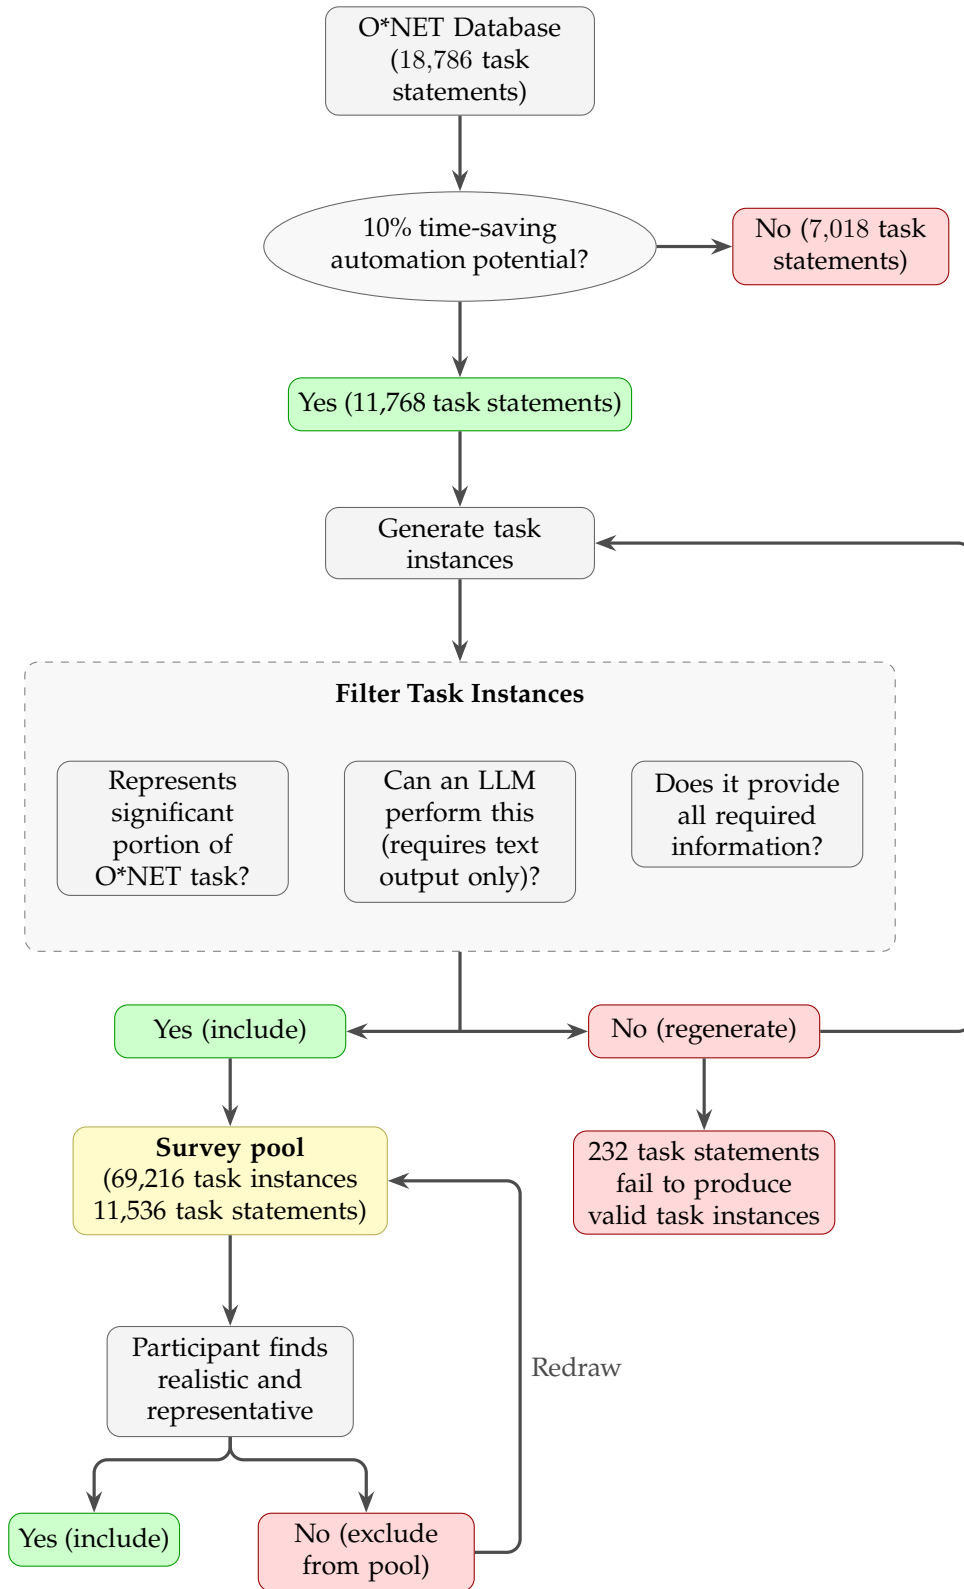 O*NET Database
(18,786 task
statements)
10% time-saving
automation potential?
No (7,018 task
statements)
Yes (11,768 task statements)
Generate task
instances
Filter Task Instances
Represents
significant
portion of
O*NET task?
Can an LLM
perform this
(requires text
output only)?
Does it provide
all required
information?
Yes (include)
No (regenerate)
Survey pool
(69,216 task instances
11,536 task statements)
232 task statements
fail to produce
valid task instances
Participant finds
realistic and
representative
Redraw
Yes (include)
No (exclude
from pool)